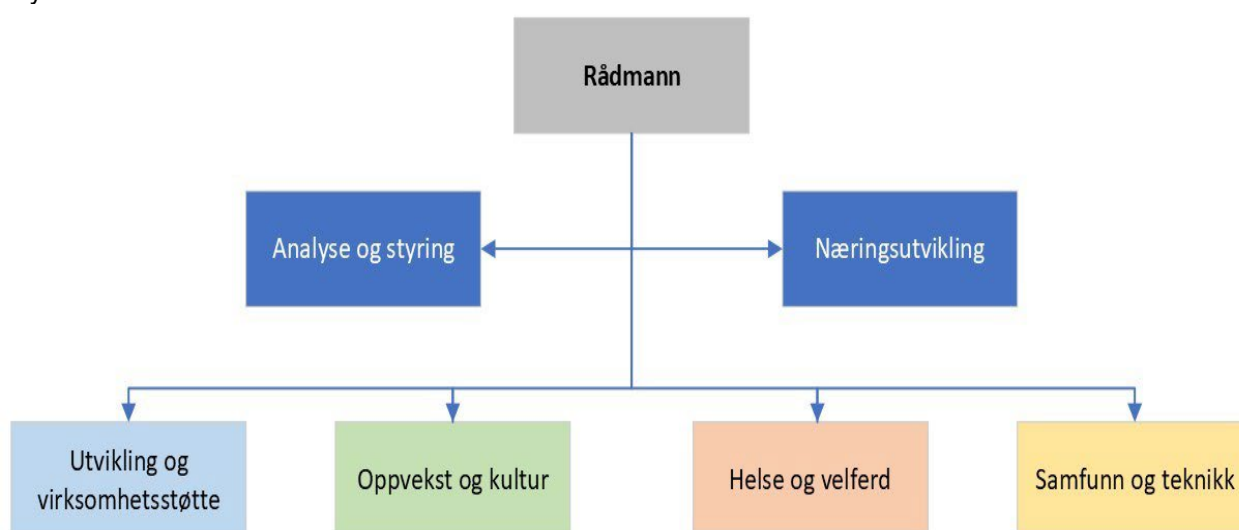 Rådmann
Analyse og styring
Næringsutvikling
Utvikling og
virksomhetsstøtte
Oppvekst og kultur
Helse og velferd
Samfunn og teknikk